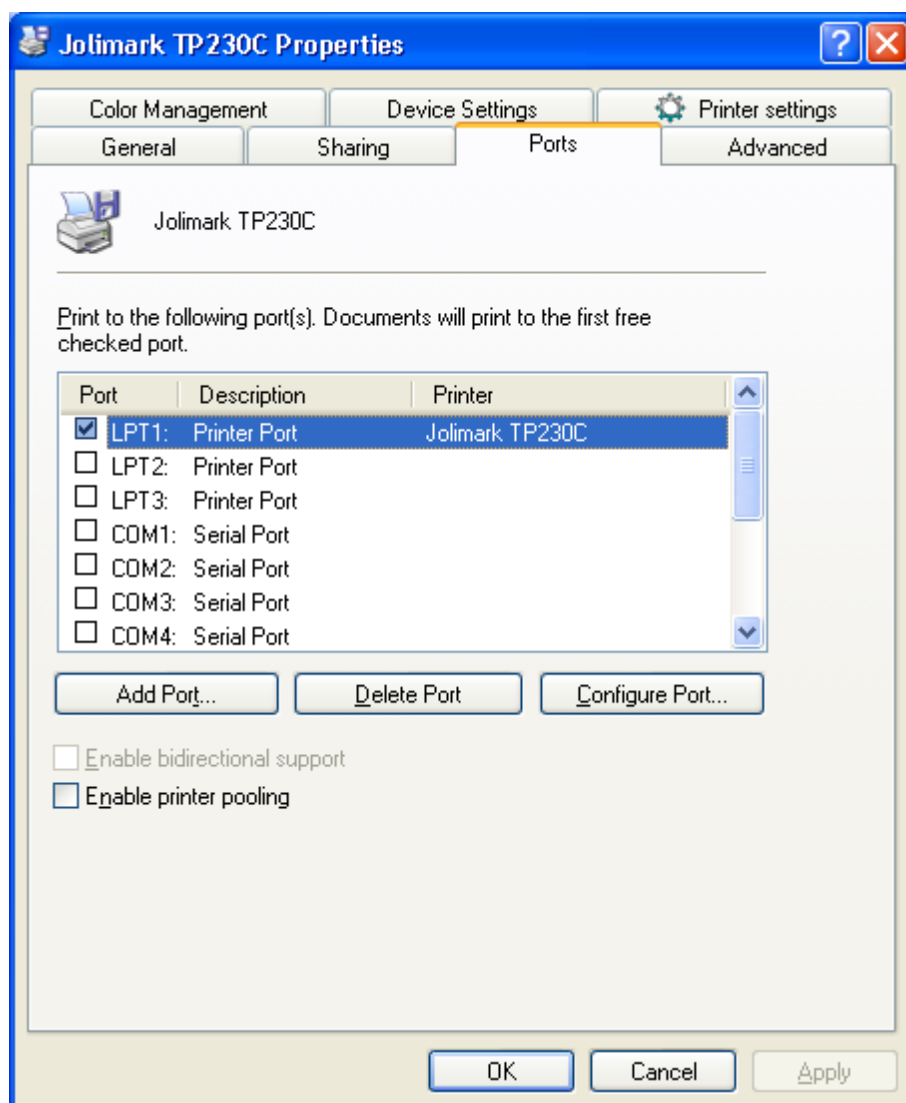 Jolimark TP230C Properties
Color Management Device Settings Printer settings
General Sharing Ports Advanced
Jolimark TP230C
Print to the following port(s). Documents will print to the first free
checked port.
Port Description Printer
LPT1: Printer Port Jolimark TP230C
LPT2: Printer Port
LPT3: Printer Port
COM1: Serial Port
COM2: Serial Port
COM3: Serial Port
COM4: Serial Port
Add Port... Delete Port Configure Port...
Enable bidirectional support
Enable printer pooling
OK Cancel Apply